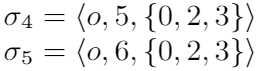 σ₄ = ⟨o, 5, {0, 2, 3}⟩
σ₅ = ⟨o, 6, {0, 2, 3}⟩